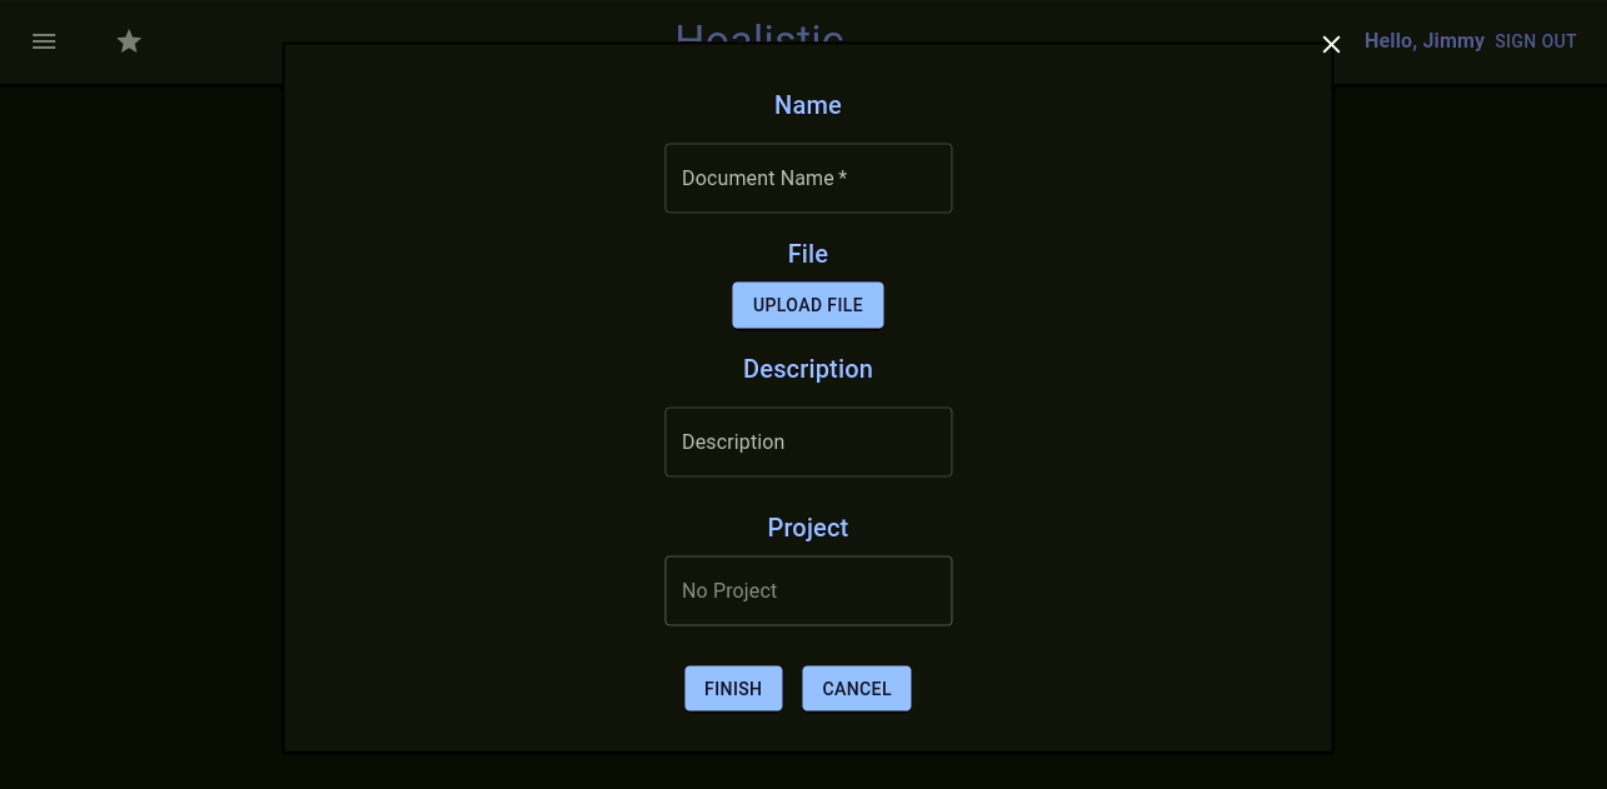 Healistic
Hello, Jimmy SIGN OUT
Name
Document Name *
File
UPLOAD FILE
Description
Description
Project
No Project
FINISH CANCEL